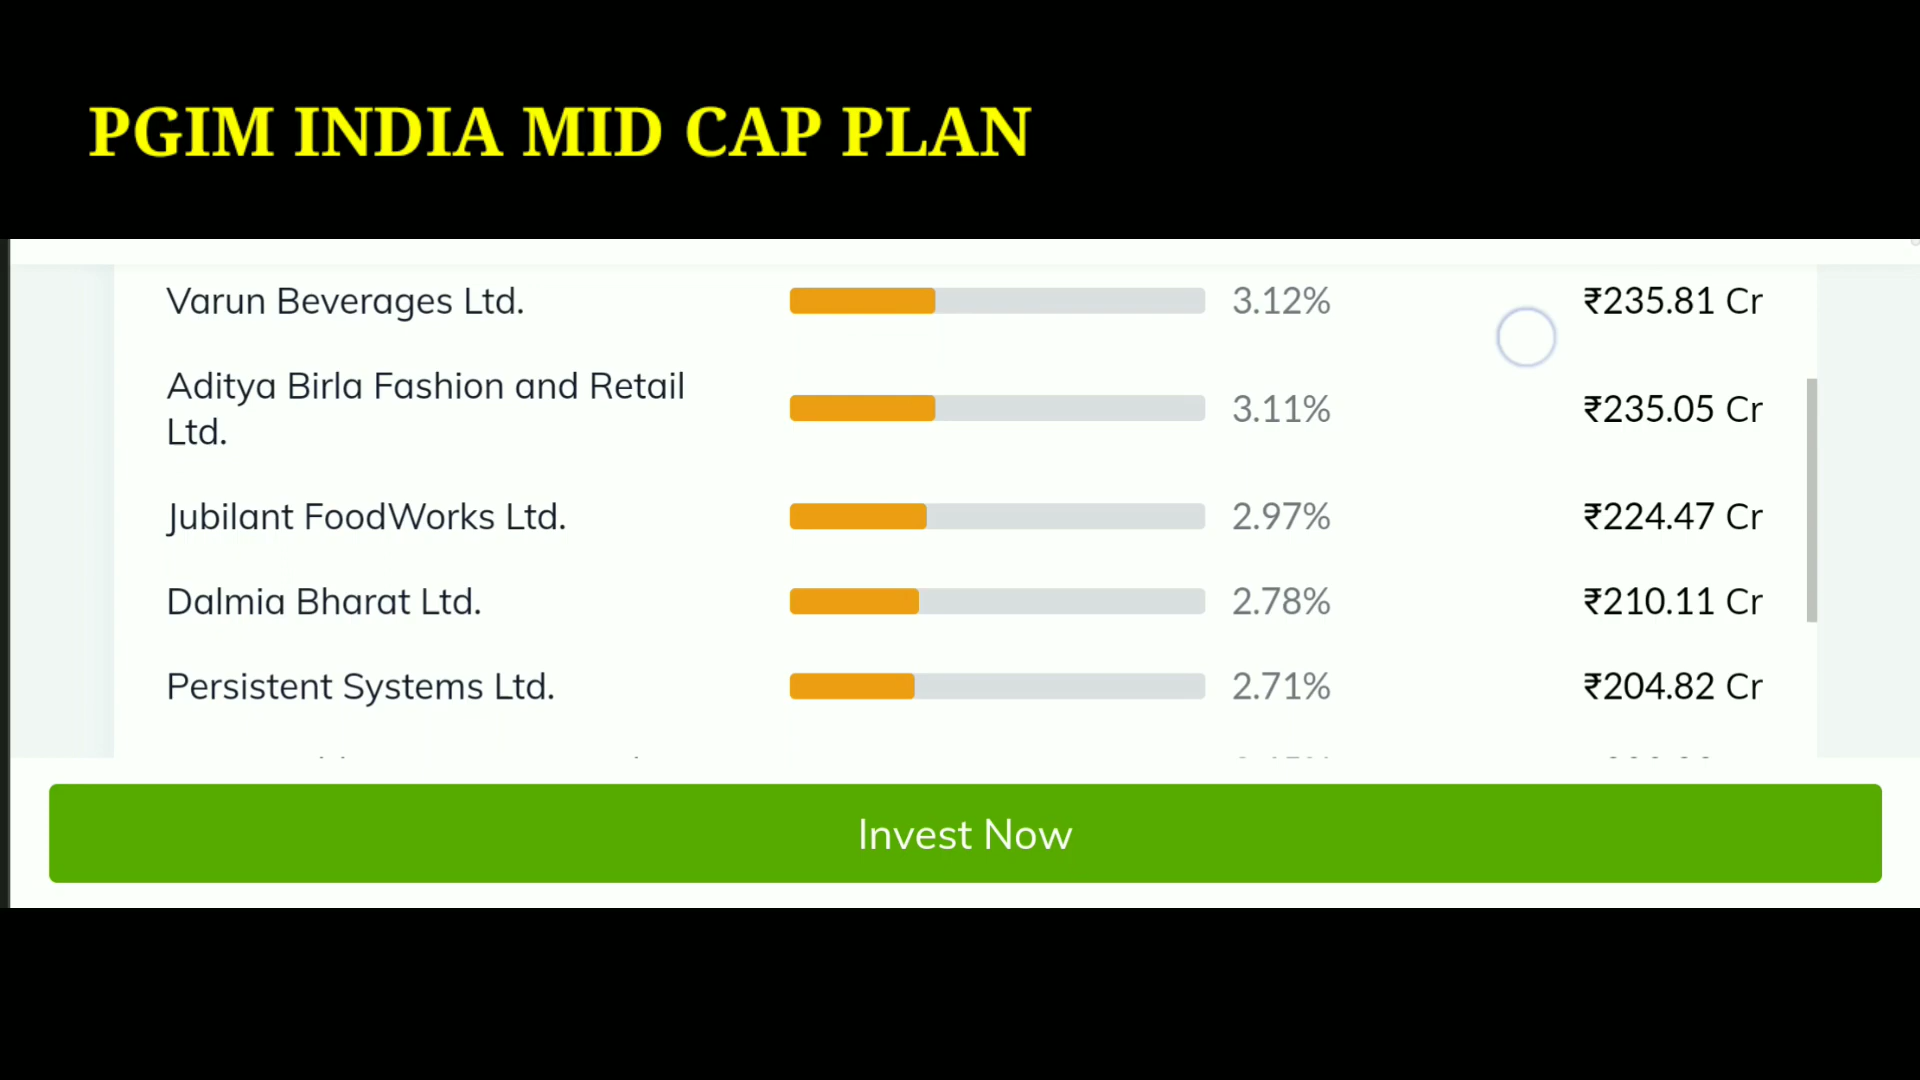 PGIM INDIA MID CAP PLAN
Varun Beverages Ltd. 3.12% ₹235.81 Cr
Aditya Birla Fashion and Retail
Ltd. 3.11% ₹235.05 Cr
Jubilant FoodWorks Ltd. 2.97% ₹224.47 Cr
Dalmia Bharat Ltd. 2.78% ₹210.11 Cr
Persistent Systems Ltd. 2.71% ₹204.82 Cr
Invest Now